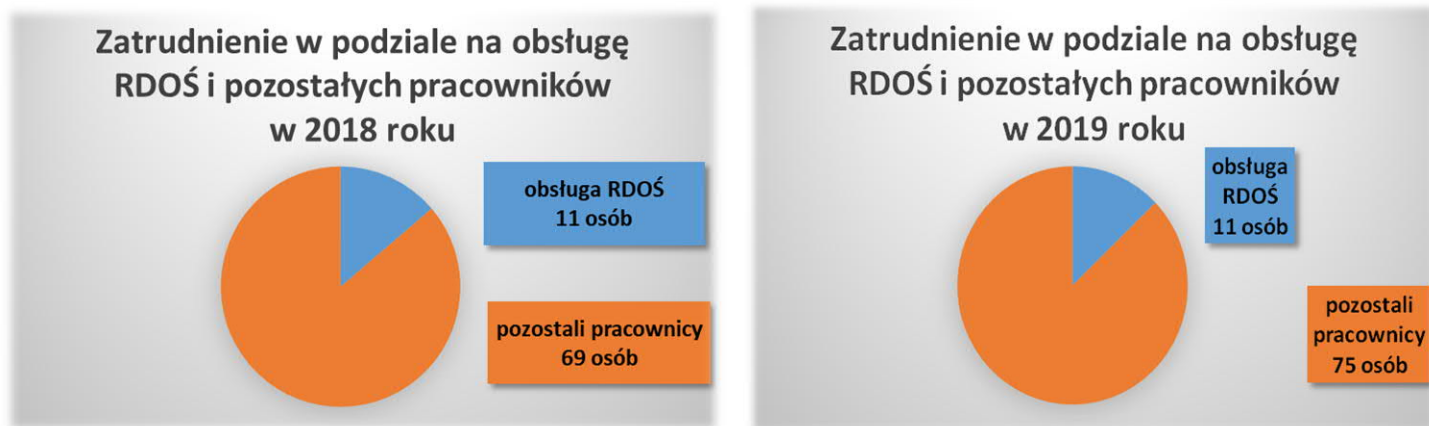 Zatrudnienie w podziale na obsługę
RDOŚ i pozostałych pracowników
w 2018 roku
obsługa RDOŚ
11 osób
pozostali pracownicy
69 osób
Zatrudnienie w podziale na obsługę
RDOŚ i pozostałych pracowników
w 2019 roku
obsługa
RDOŚ
11 osób
pozostali
pracownicy
75 osób